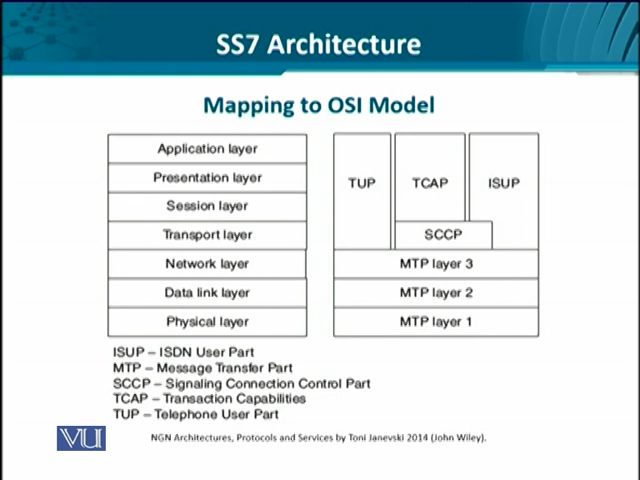 SS7 Architecture
Mapping to OSI Model
Application layer
Presentation layer
Session layer
Transport layer
Network layer
Data link layer
Physical layer
TUP
TCAP
ISUP
SCCP
MTP layer 3
MTP layer 2
MTP layer 1
ISUP – ISDN User Part
MTP – Message Transfer Part
SCCP – Signaling Connection Control Part
TCAP – Transaction Capabilities
TUP – Telephone User Part
VU
NGN Architectures, Protocols and Services by Toni Janevski 2014 (John Wiley).